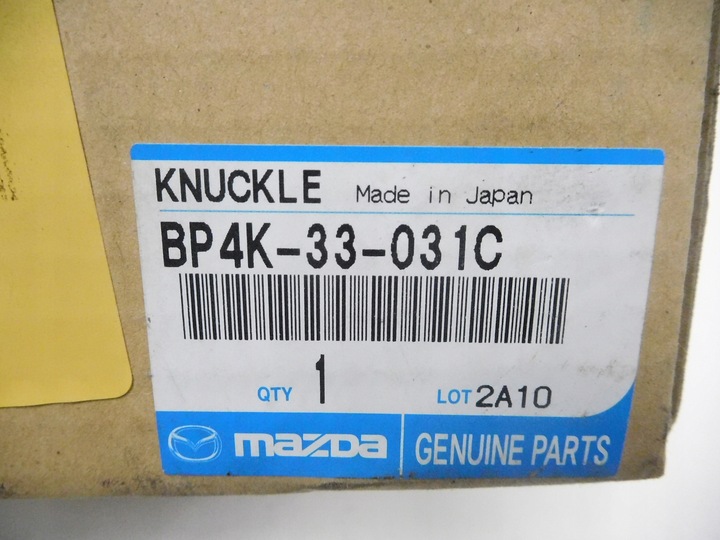 KNUCKLE Made in Japan
BP4K-33-031C
QTY 1 LOT 2A10
mazda GENUINE PARTS